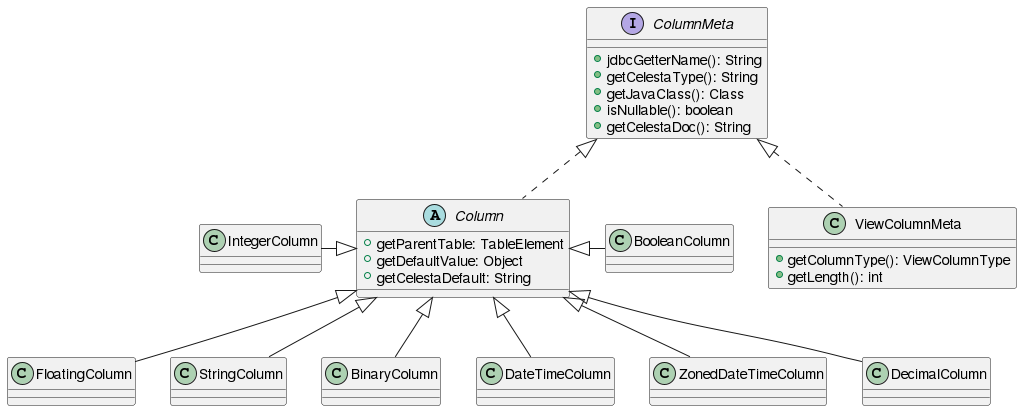 I ColumnMeta
jdbcGetterName(): String
getCelestaType(): String
getJavaClass(): Class
isNullable(): boolean
getCelestaDoc(): String
A Column
getParentTable: TableElement
getDefaultValue: Object
getCelestaDefault: String
C IntegerColumn
C BooleanColumn
C ViewColumnMeta
getColumnType(): ViewColumnType
getLength(): int
C FloatingColumn
C StringColumn
C BinaryColumn
C DateTimeColumn
C ZonedDateTimeColumn
C DecimalColumn